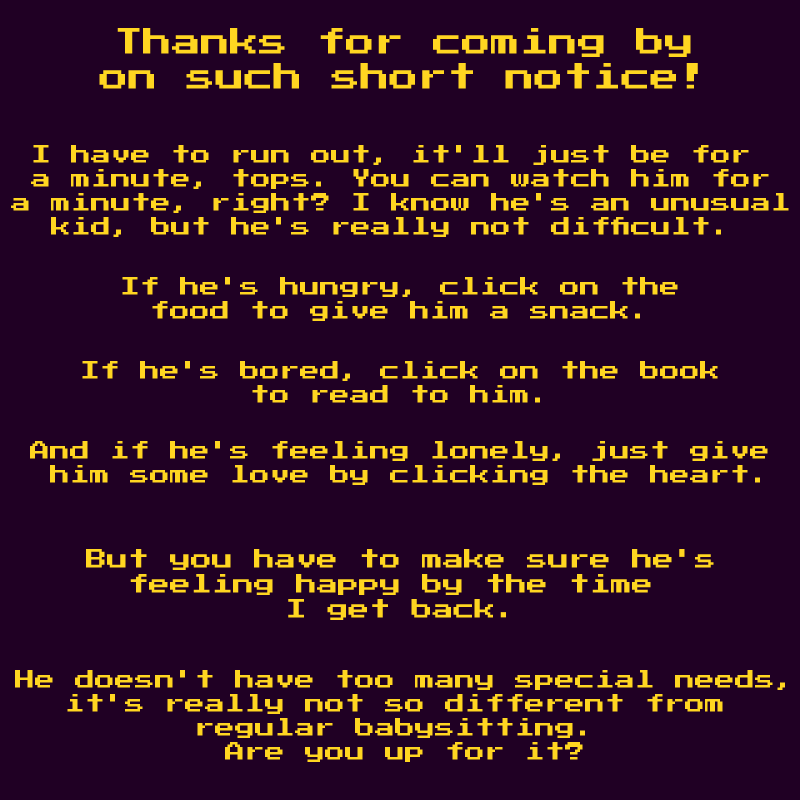 Thanks for coming by
on such short notice!
I have to run out, it'll just be for
a minute, tops. You can watch him for
a minute, right? I know he's an unusual
kid, but he's really not difficult.
If he's hungry, click on the
food to give him a snack.
If he's bored, click on the book
to read to him.
And if he's feeling lonely, just give
him some love by clicking the heart.
But you have to make sure he's
feeling happy by the time
I get back.
He doesn't have too many special needs,
it's really not so different from
regular babysitting.
Are you up for it?